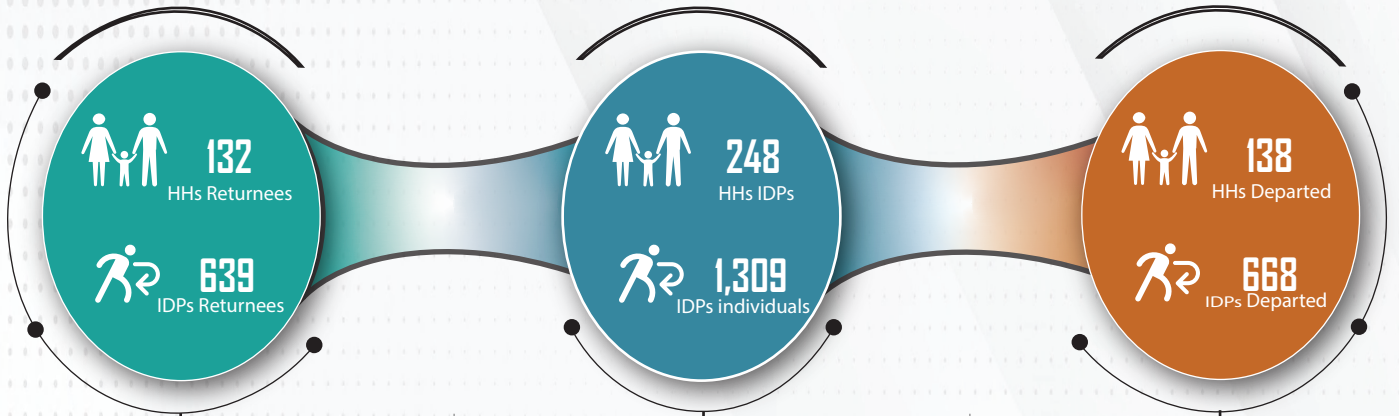 132
HHs Returnees
639
IDPs Returnees
248
HHs IDPs
1,309
IDPs individuals
138
HHs Departed
668
IDPs Departed